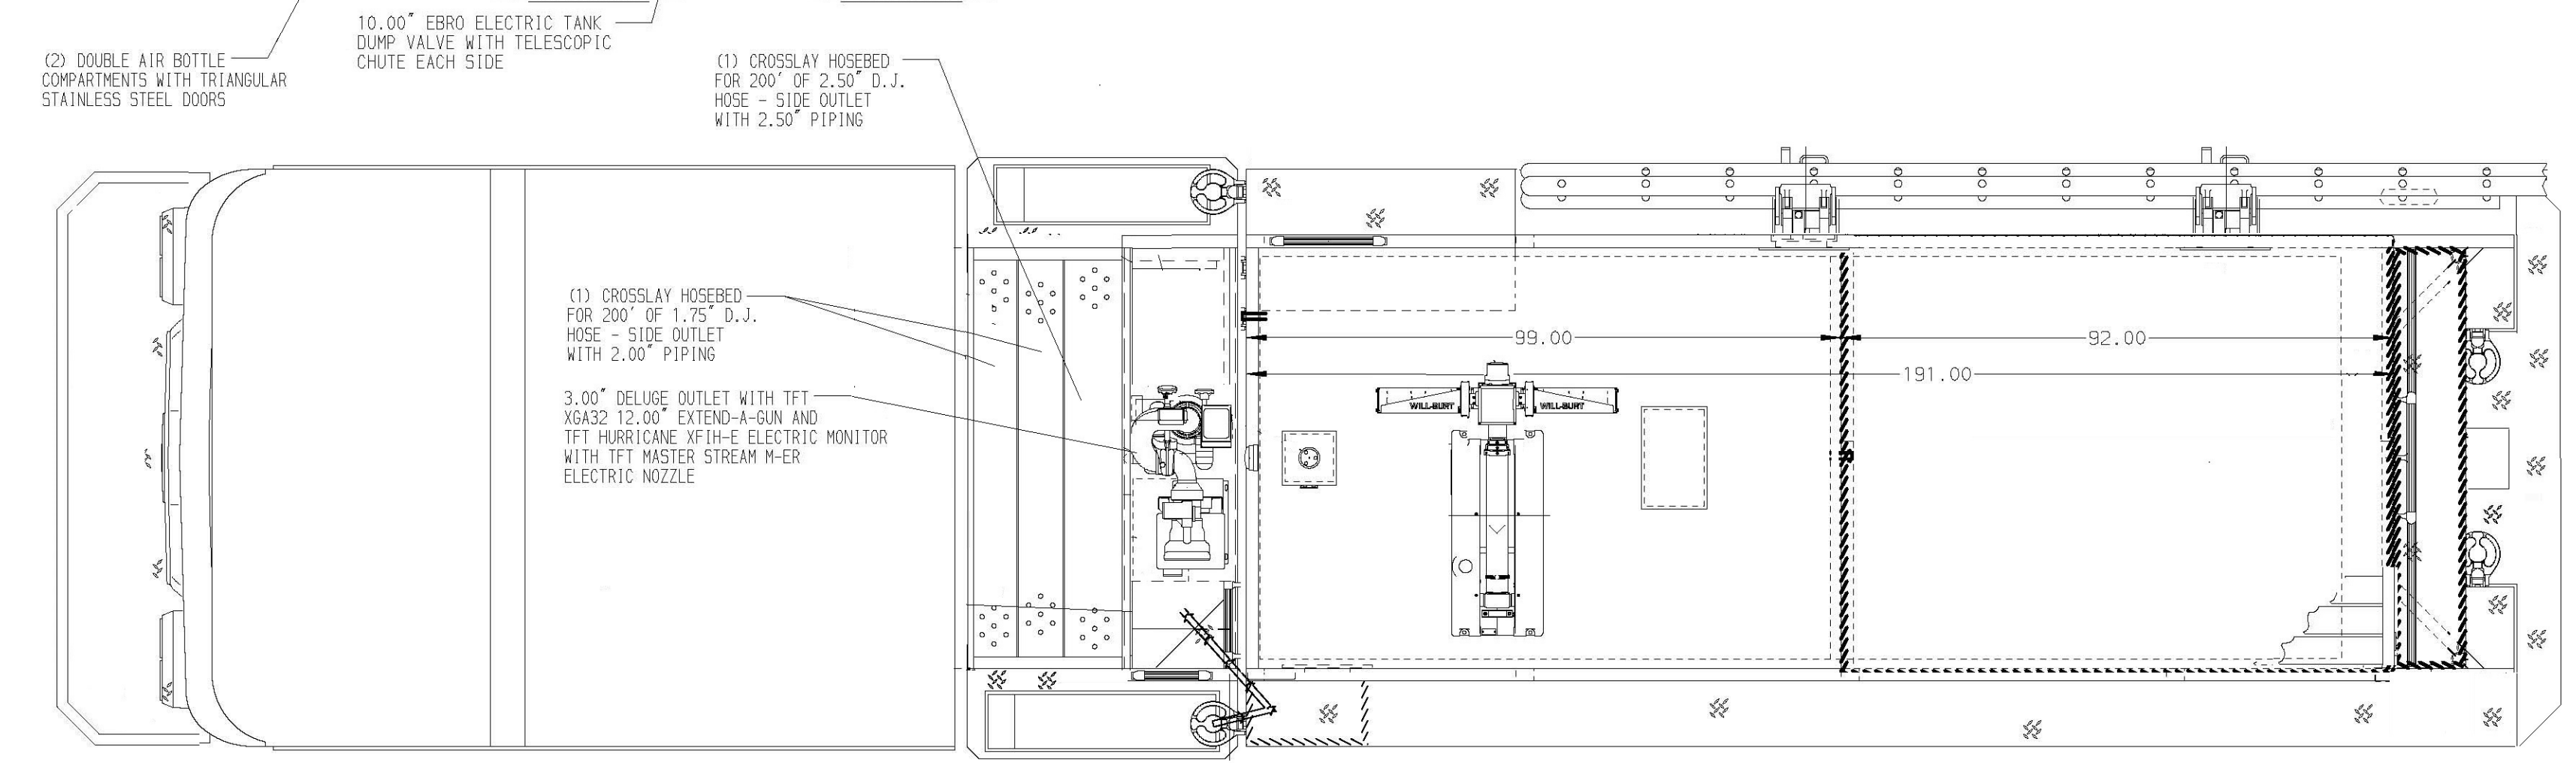 10.00" EBRO ELECTRIC TANK
DUMP VALVE WITH TELESCOPIC
CHUTE EACH SIDE
(2) DOUBLE AIR BOTTLE
COMPARTMENTS WITH TRIANGULAR
STAINLESS STEEL DOORS
(1) CROSSLAY HOSEBED
FOR 200' OF 2.50" D.J.
HOSE - SIDE OUTLET
WITH 2.50" PIPING
(1) CROSSLAY HOSEBED
FOR 200' OF 1.75" D.J.
HOSE - SIDE OUTLET
WITH 2.00" PIPING
3.00" DELUGE OUTLET WITH TFT
XGA32 12.00" EXTEND-A-GUN AND
TFT HURRICANE XFIH-E ELECTRIC MONITOR
WITH TFT MASTER STREAM M-ER
ELECTRIC NOZZLE
99.00
92.00
191.00
WILL-BURT
WILL-BURT